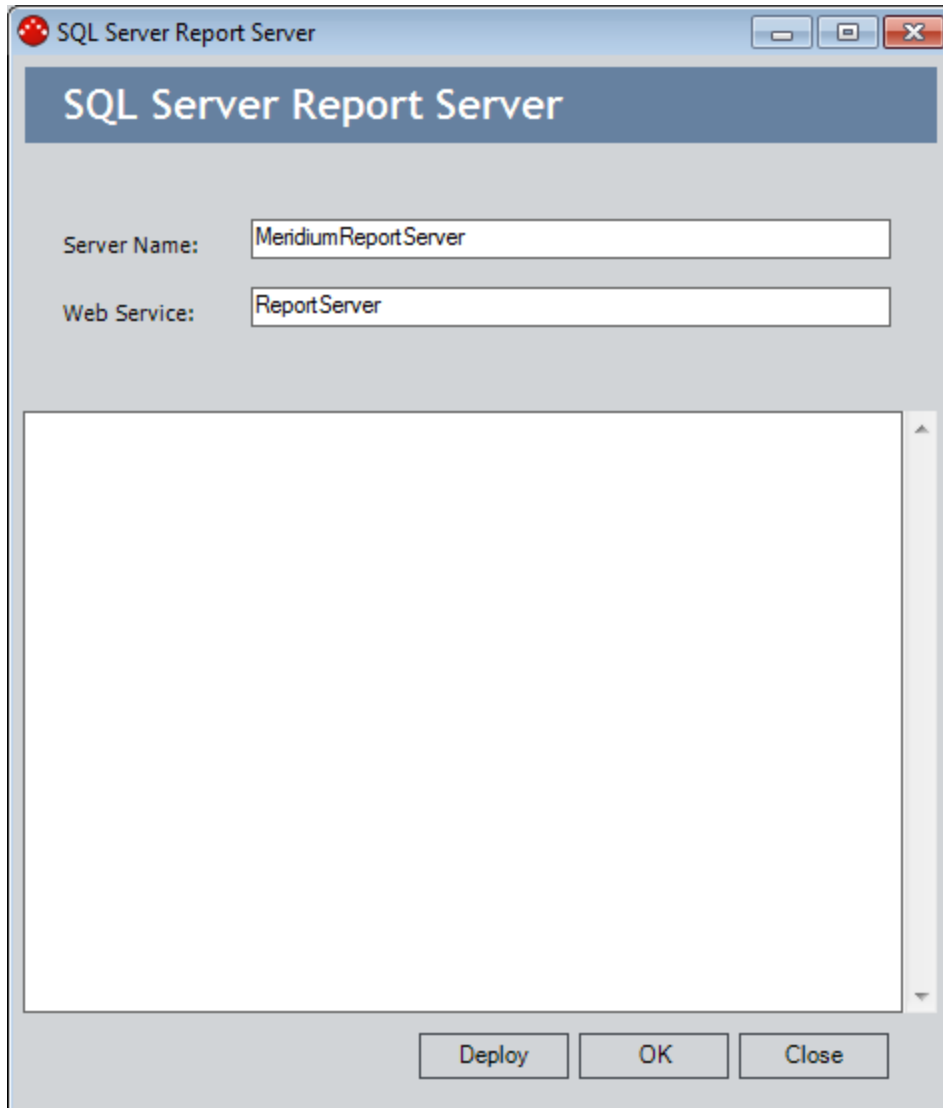 SQL Server Report Server
SQL Server Report Server
Server Name: MeridiumReportServer
Web Service: ReportServer
Deploy OK Close